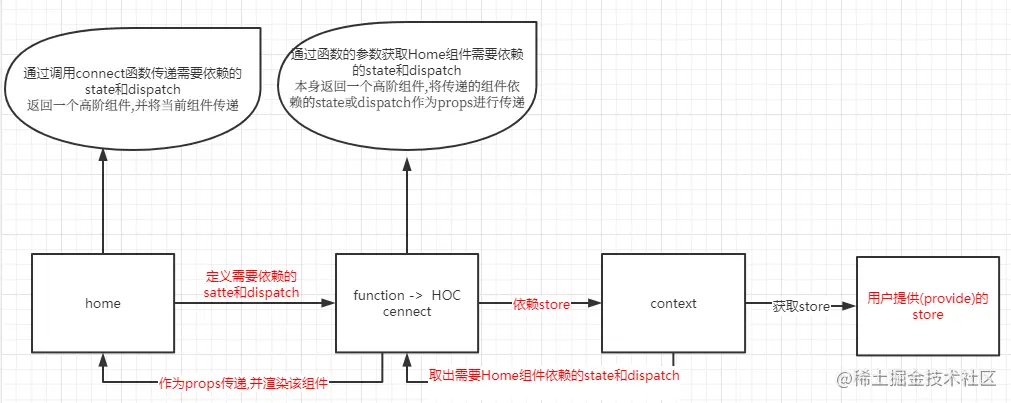 通过调用connect函数传递需要依赖的
state和dispatch
返回一个高阶组件,并将当前组件传递
通过函数的参数获取Home组件需要依赖
的state和dispatch
本身返回一个高阶组件,将传递的组件依
赖的state或dispatch作为props进行传递
home
定义需要依赖的
satte和dispatch
function -> HOC
cennect
依赖store
context
获取store
用户提供(provide)的
store
作为props传递,并渲染该组件
取出需要Home组件依赖的state和dispatch
@稀土掘金技术社区